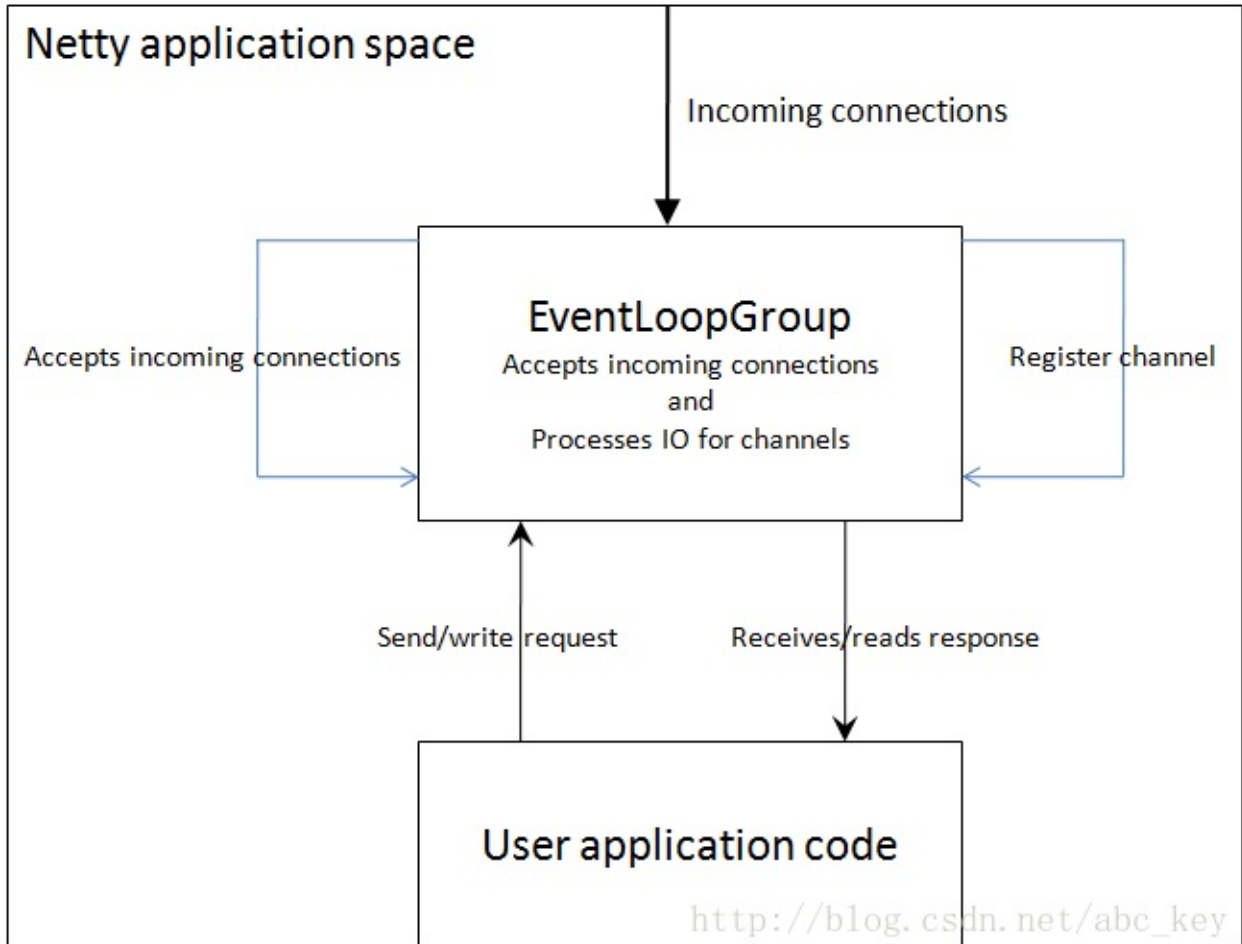 Netty application space
Incoming connections
EventLoopGroup
Accepts incoming connections
Accepts incoming connections
and
Processes IO for channels
Register channel
Send/write request
Receives/reads response
User application code
http://blog.csdn.net/abc_key